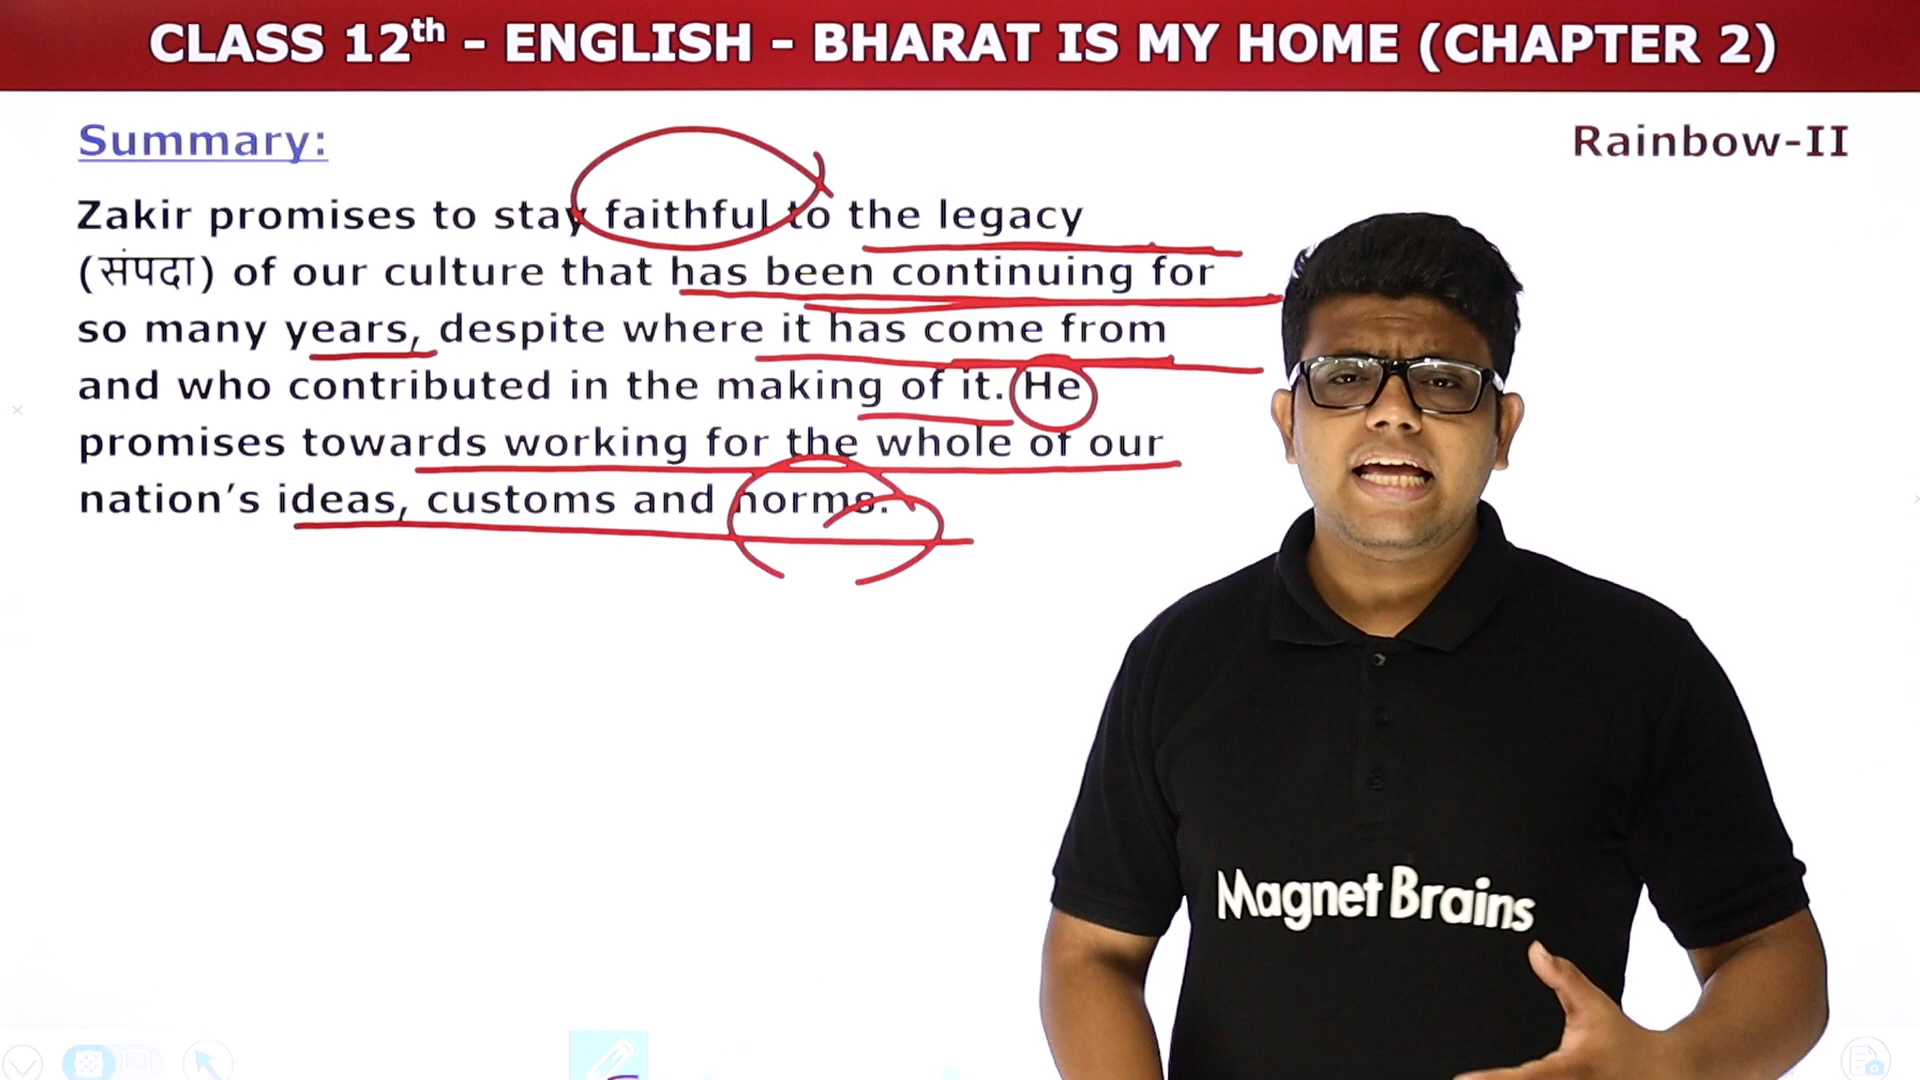 CLASS 12th - ENGLISH - BHARAT IS MY HOME (CHAPTER 2)
Summary:
Rainbow-II
Zakir promises to stay faithful to the legacy
(संपदा) of our culture that has been continuing for
so many years, despite where it has come from
and who contributed in the making of it. He
promises towards working for the whole of our
nation’s ideas, customs and norms.
Magnet Brains